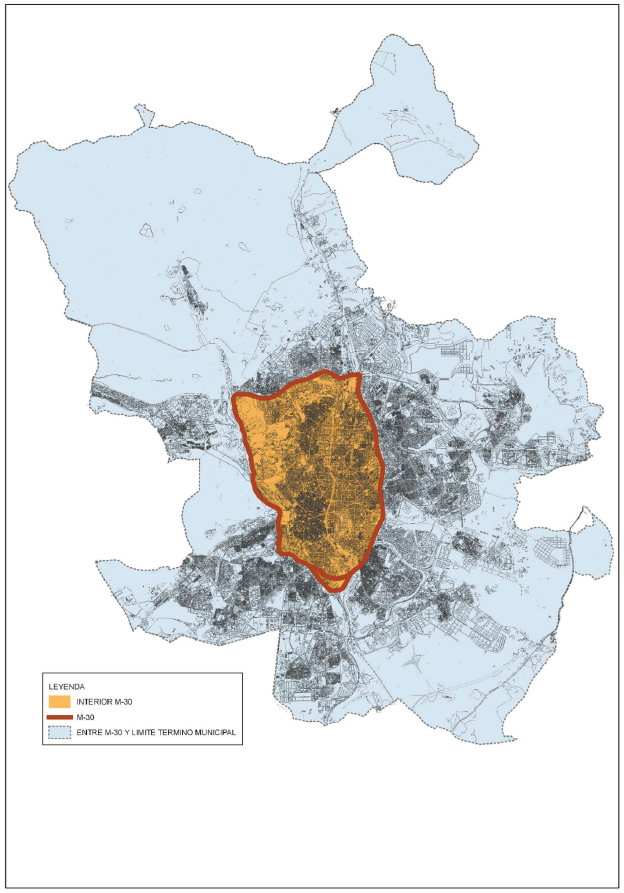 LEYENDA
INTERIOR M-30
M-30
ENTRE M-30 Y LIMITE TERMINO MUNICIPAL